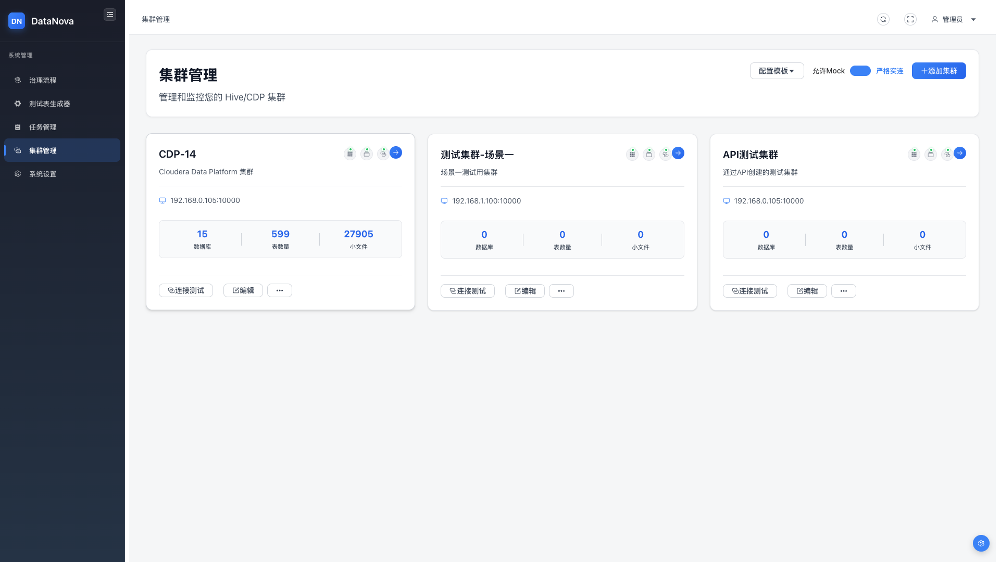 DN DataNova
系统管理
治理流程
测试表生成器
任务管理
集群管理
系统设置
集群管理
管理员
集群管理
管理和监控您的 Hive/CDP 集群
配置模板 允许Mock 严格实连 添加集群
CDP-14
Cloudera Data Platform 集群
192.168.0.105:10000
15 599 27905
数据库 表数量 小文件
连接测试 编辑 •••
测试集群-场景一
场景一测试用集群
192.168.1.100:10000
0 0 0
数据库 表数量 小文件
连接测试 编辑 •••
API测试集群
通过API创建的测试集群
192.168.0.105:10000
0 0 0
数据库 表数量 小文件
连接测试 编辑 •••